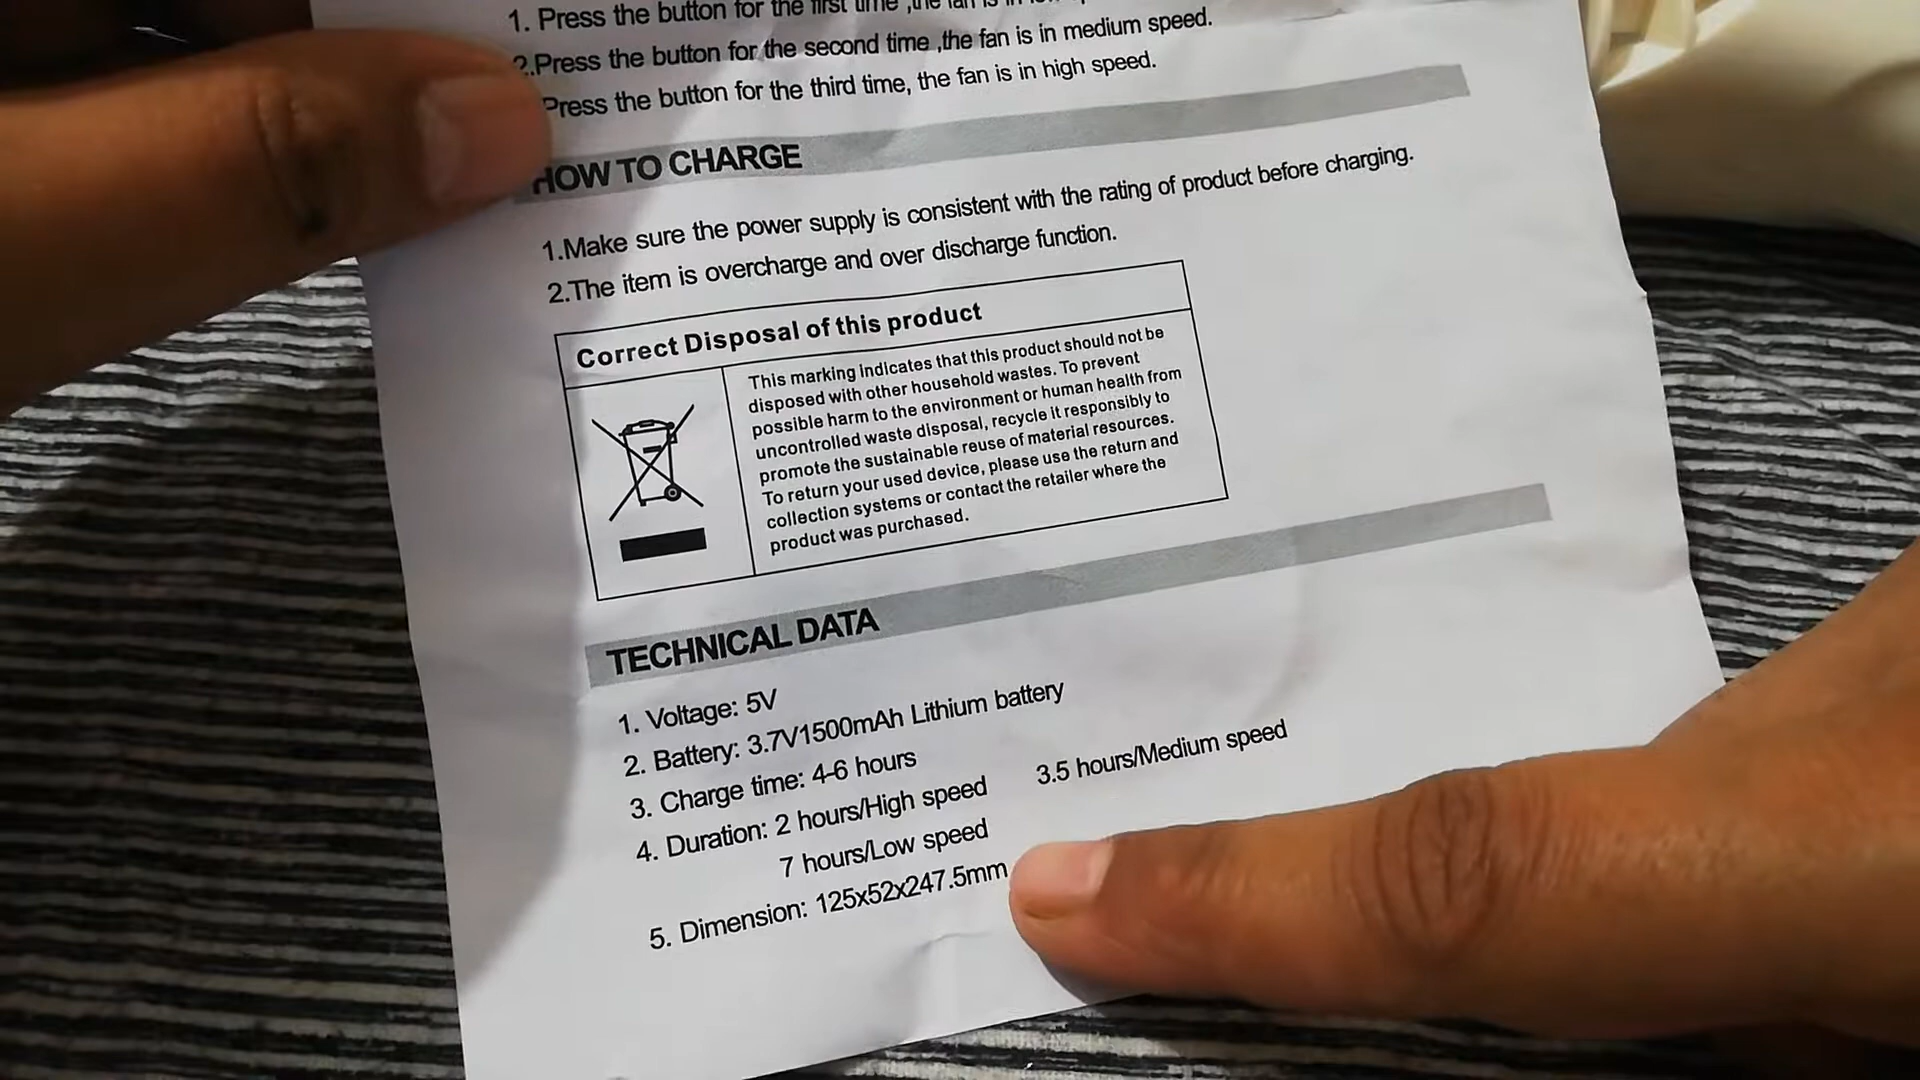 1. Press the button for the first time ,the fan is in
2.Press the button for the second time ,the fan is in medium speed.
Press the button for the third time, the fan is in high speed.
HOW TO CHARGE
1.Make sure the power supply is consistent with the rating of product before charging.
2.The item is overcharge and over discharge function.
Correct Disposal of this product
This marking indicates that this product should not be
disposed with other household wastes. To prevent
possible harm to the environment or human health from
uncontrolled waste disposal, recycle it responsibly to
promote the sustainable reuse of material resources.
To return your used device, please use the return and
collection systems or contact the retailer where the
product was purchased.
TECHNICAL DATA
1. Voltage: 5V
2. Battery: 3.7V1500mAh Lithium battery
3. Charge time: 4-6 hours
4. Duration: 2 hours/High speed 3.5 hours/Medium speed
7 hours/Low speed
5. Dimension: 125x52x247.5mm